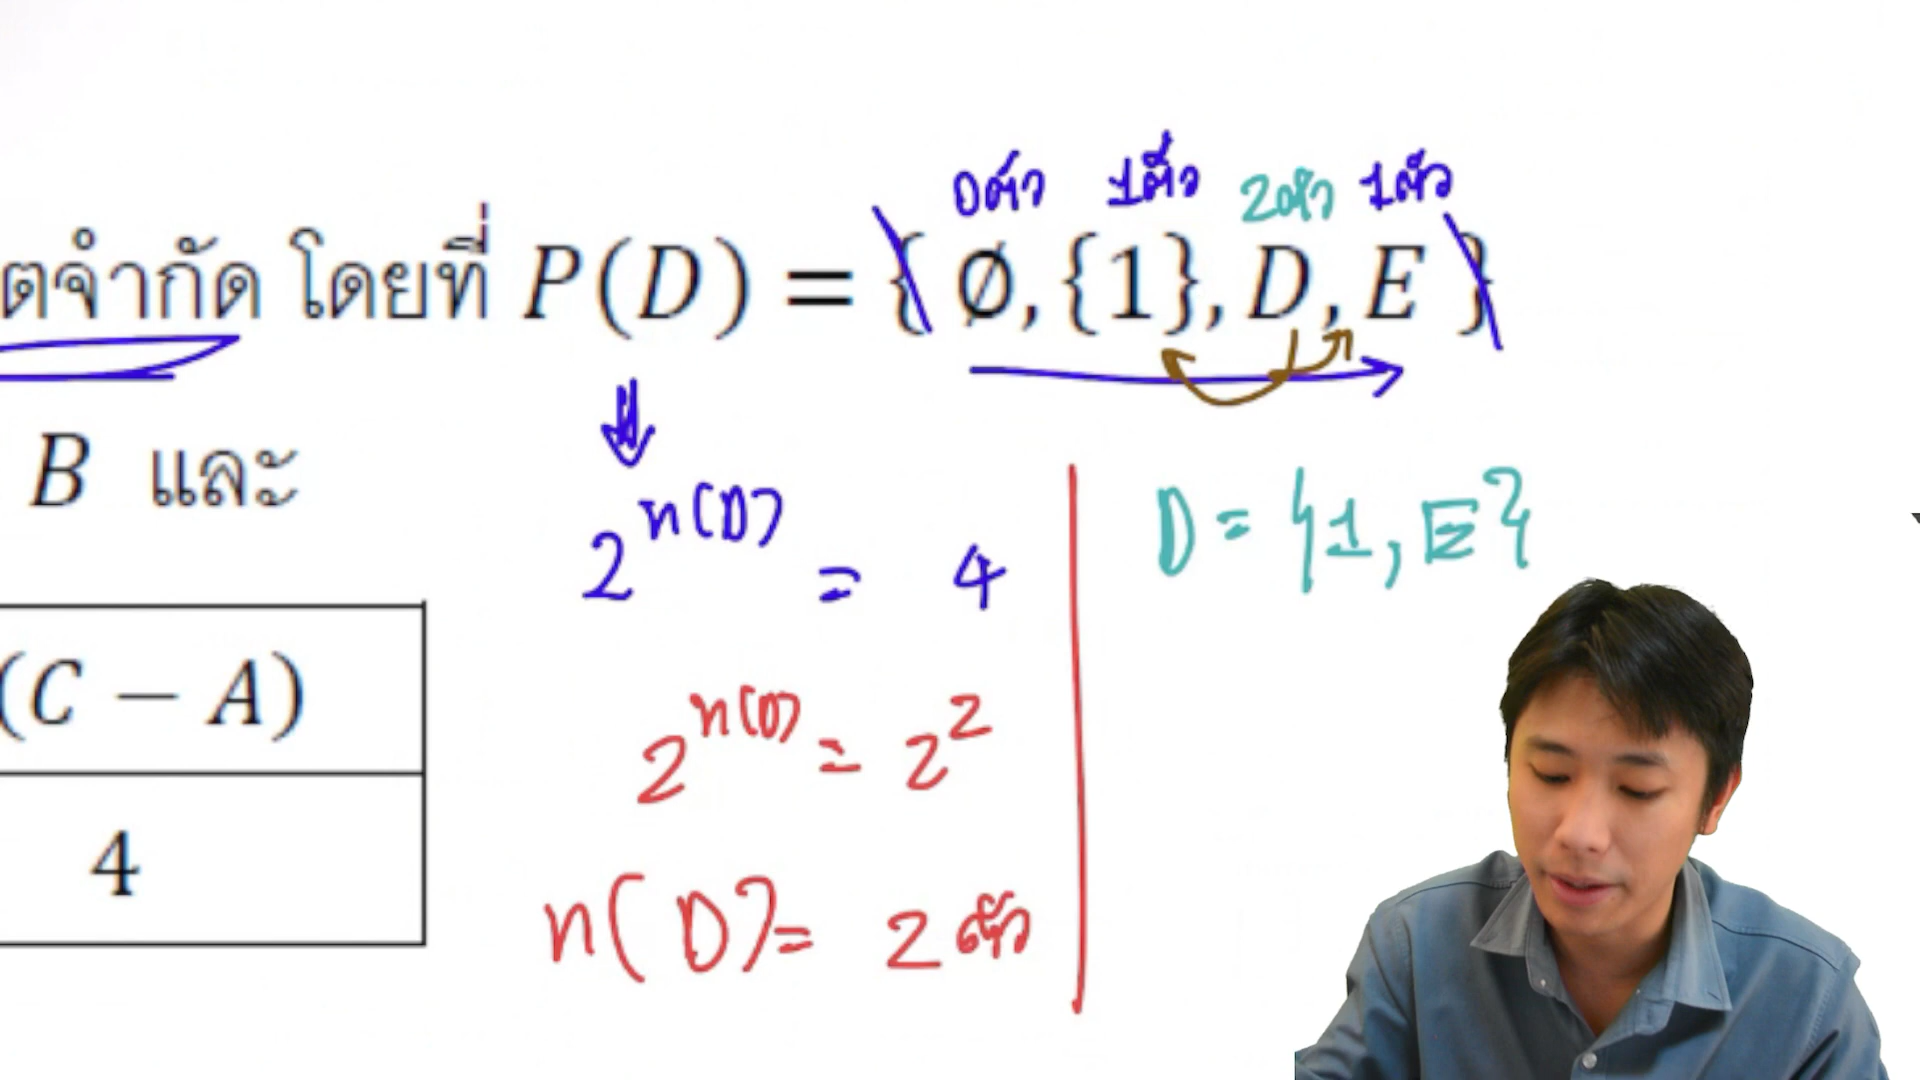 0ตัว 1ตัว 2ตัว 1ตัว
ตจำกัด โดยที่ P(D) = { ∅, {1}, D, E }
B และ
2^n(D) = 4
D = {1, E}
(C − A)
2^n(D) = 2^2
4
n(D) = 2 ตัว